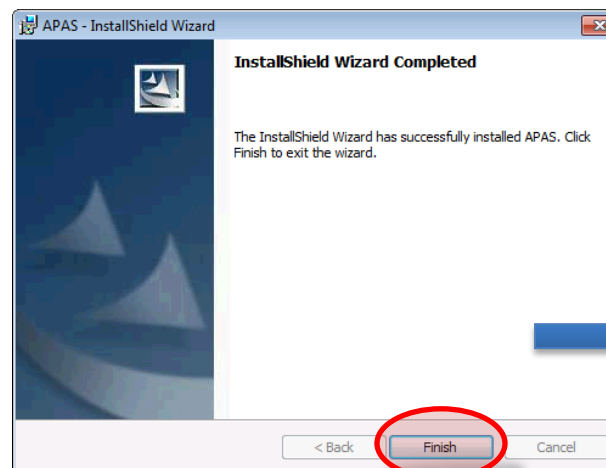 APAS - InstallShield Wizard
InstallShield Wizard Completed
The InstallShield Wizard has successfully installed APAS. Click
Finish to exit the wizard.
< Back
Finish
Cancel